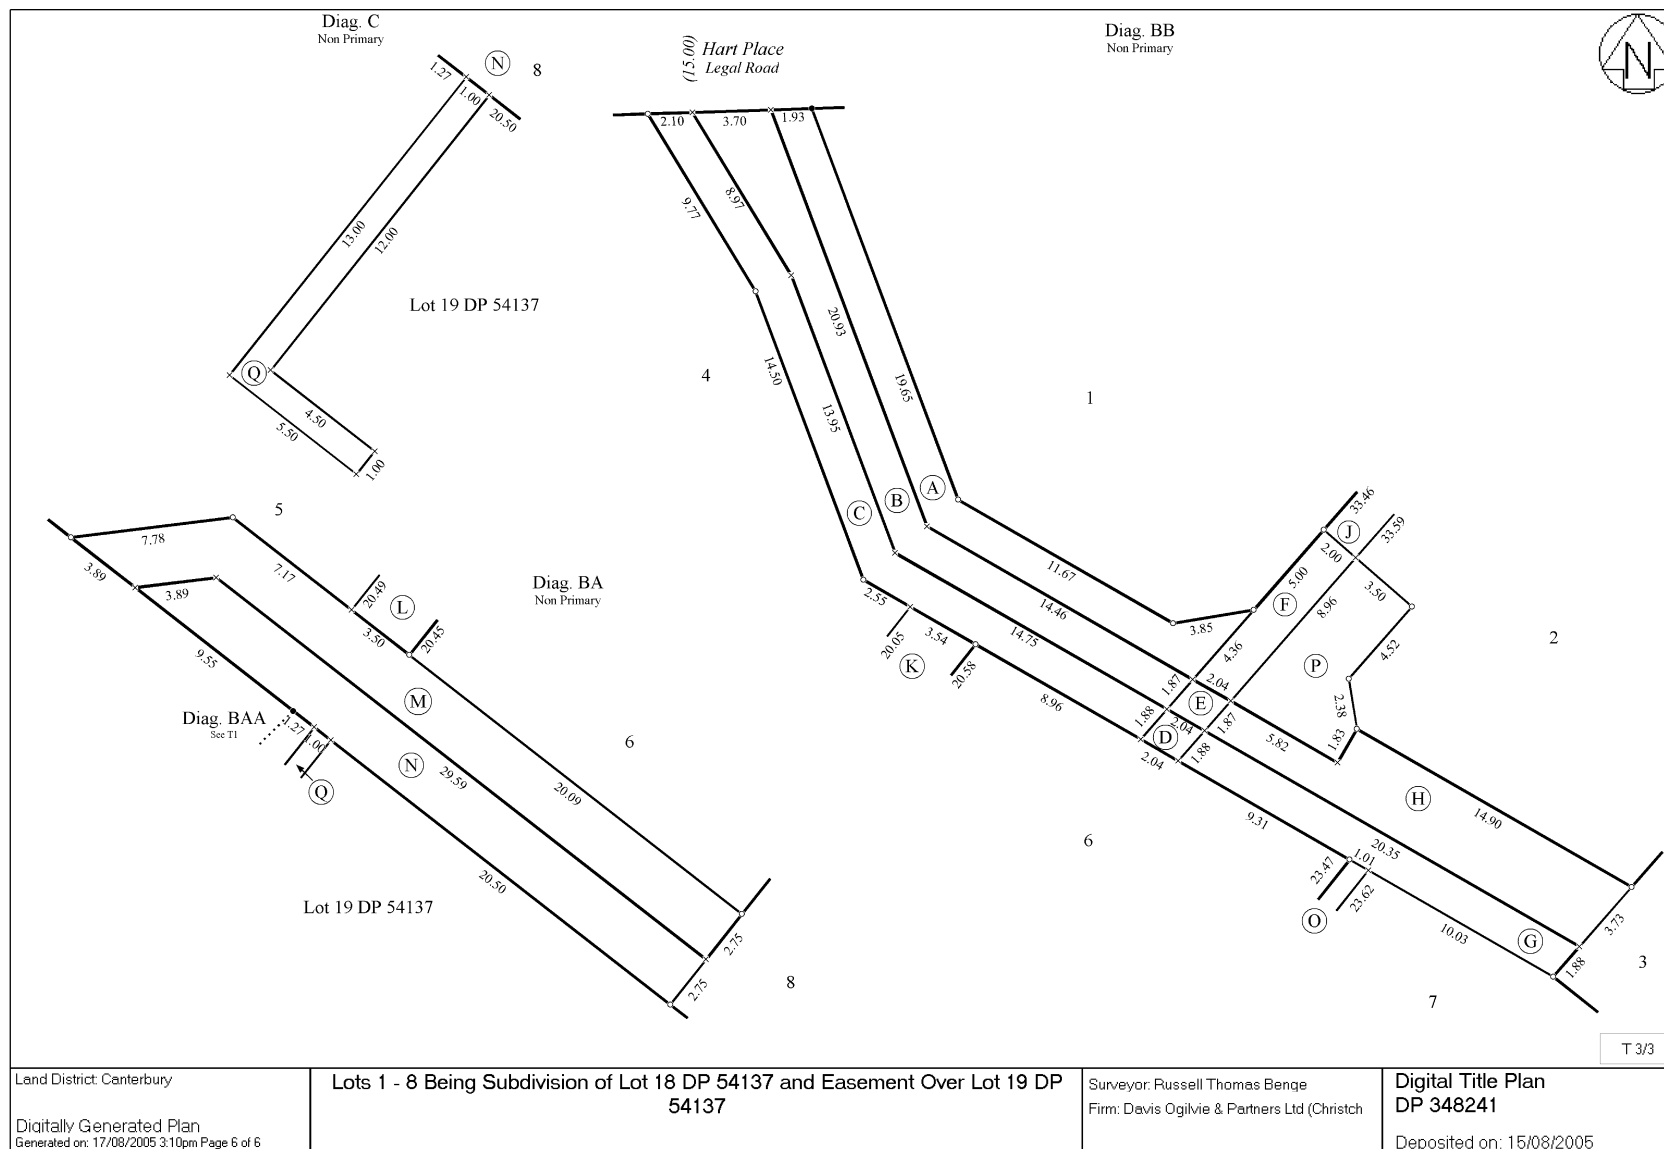 Diag. C
Non Primary
N
8
1.27
1.00
20.50
13.00
12.00
Lot 19 DP 54137
Q
4.50
5.50
1.00
Diag. BB
Non Primary
N
(15.00)
Hart Place
Legal Road
2.10
3.70
1.93
9.77
8.97
20.93
19.65
14.50
13.95
4
1
A
B
C
11.67
14.46
14.75
2.55
3.54
20.05
K
20.58
8.96
3.85
33.46
J
33.59
2.00
5.00
8.96
3.50
F
4.36
P
4.52
2
2.38
1.83
1.87
2.04
E
1.88
2.04
1.87
D
1.88
2.04
5.82
H
14.90
9.31
20.35
1.01
23.47
23.62
O
10.03
G
3.73
1.88
6
7
3
5
7.78
3.89
3.89
7.17
20.49
L
20.45
3.50
Diag. BA
Non Primary
9.55
M
Diag. BAA
See T1
1.27
1.00
N
Q
29.59
20.09
6
20.50
Lot 19 DP 54137
2.75
2.75
8
T 3/3
Land District: Canterbury
Digitally Generated Plan
Generated on: 17/08/2005 3:10pm Page 6 of 6
Lots 1 - 8 Being Subdivision of Lot 18 DP 54137 and Easement Over Lot 19 DP
54137
Surveyor: Russell Thomas Benge
Firm: Davis Ogilvie & Partners Ltd (Christch
Digital Title Plan
DP 348241
Deposited on: 15/08/2005